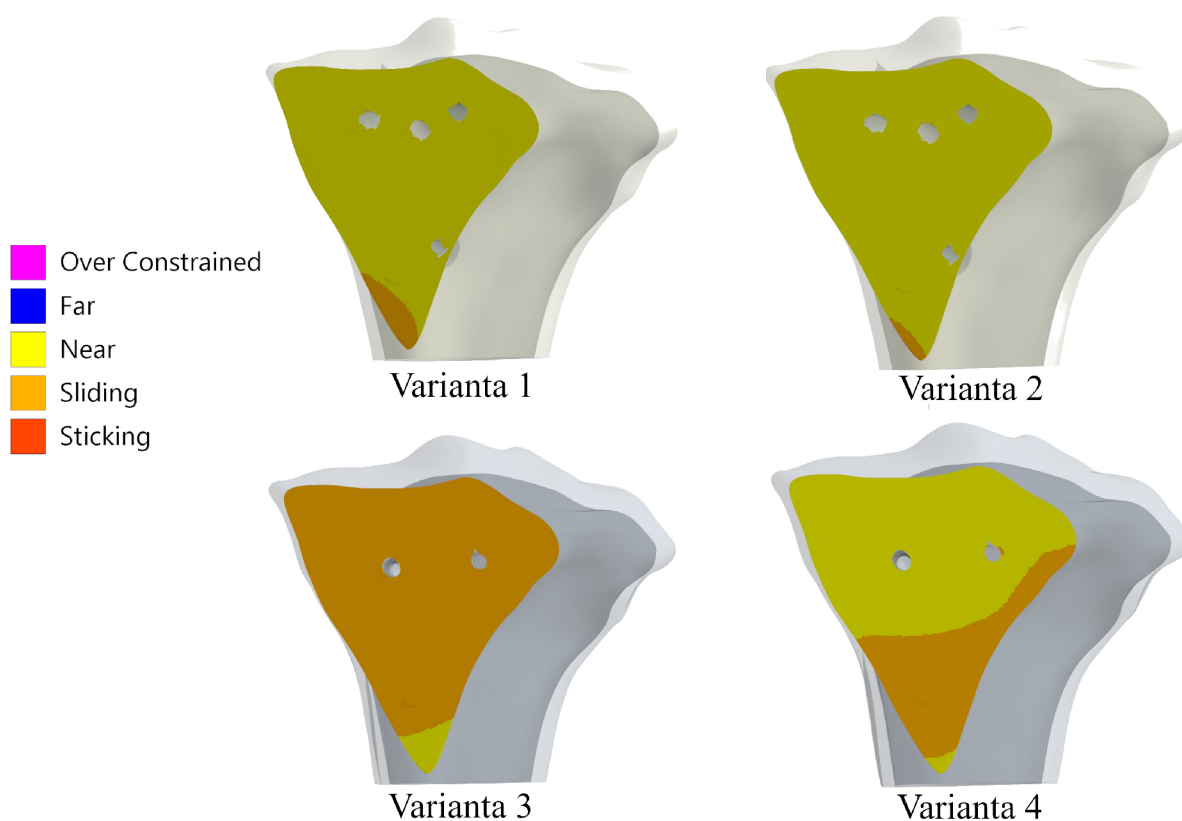 Over Constrained
Far
Near
Sliding
Sticking
Varianta 1
Varianta 2
Varianta 3
Varianta 4